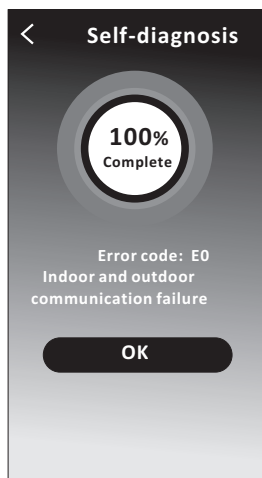 Self-diagnosis
100%
Complete
Error code: E0
Indoor and outdoor
communication failure
OK